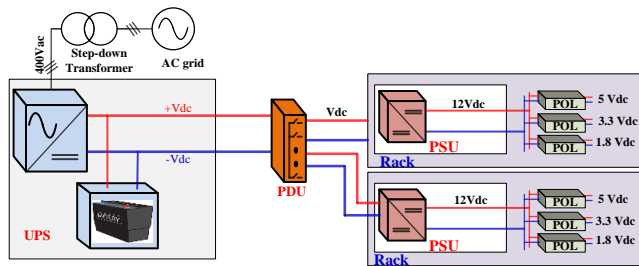 400Vac
Step-down
Transformer
AC grid
+Vdc
-Vdc
UPS
PDU
Vdc
12Vdc
PSU
Rack
POL
POL
POL
5 Vdc
3.3 Vdc
1.8 Vdc
12Vdc
PSU
Rack
POL
POL
POL
5 Vdc
3.3 Vdc
1.8 Vdc